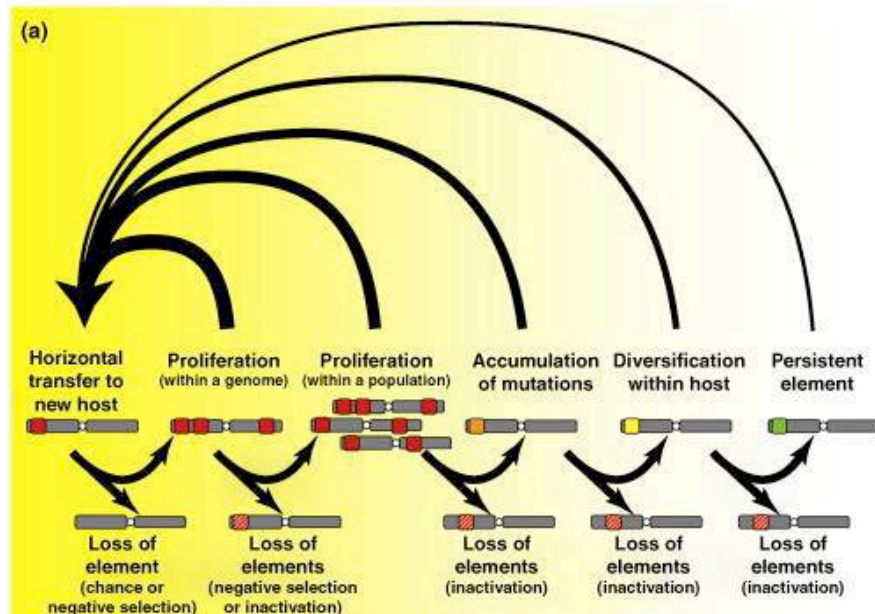 (a)
Horizontal
transfer to
new host
Proliferation
(within a genome)
Proliferation
(within a population)
Accumulation
of mutations
Diversification
within host
Persistent
element
Loss of
element
(chance or
negative selection)
Loss of
elements
(negative selection
or inactivation)
Loss of
elements
(inactivation)
Loss of
elements
(inactivation)
Loss of
elements
(inactivation)